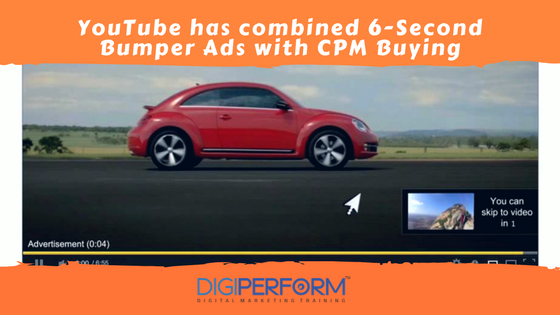 YouTube has combined 6-Second
Bumper Ads with CPM Buying
You can
skip to video
in 1
Advertisement (0:04)
DIGIPERFORM™
DIGITAL MARKETING TRAINING